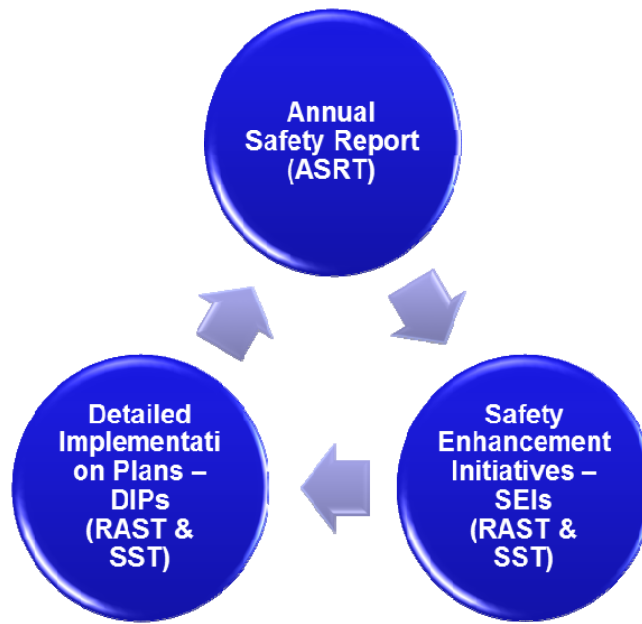 Annual
Safety Report
(ASRT)
Safety
Enhancement
Initiatives –
SEIs
(RAST &
SST)
Detailed
Implementati
on Plans –
DIPs
(RAST &
SST)